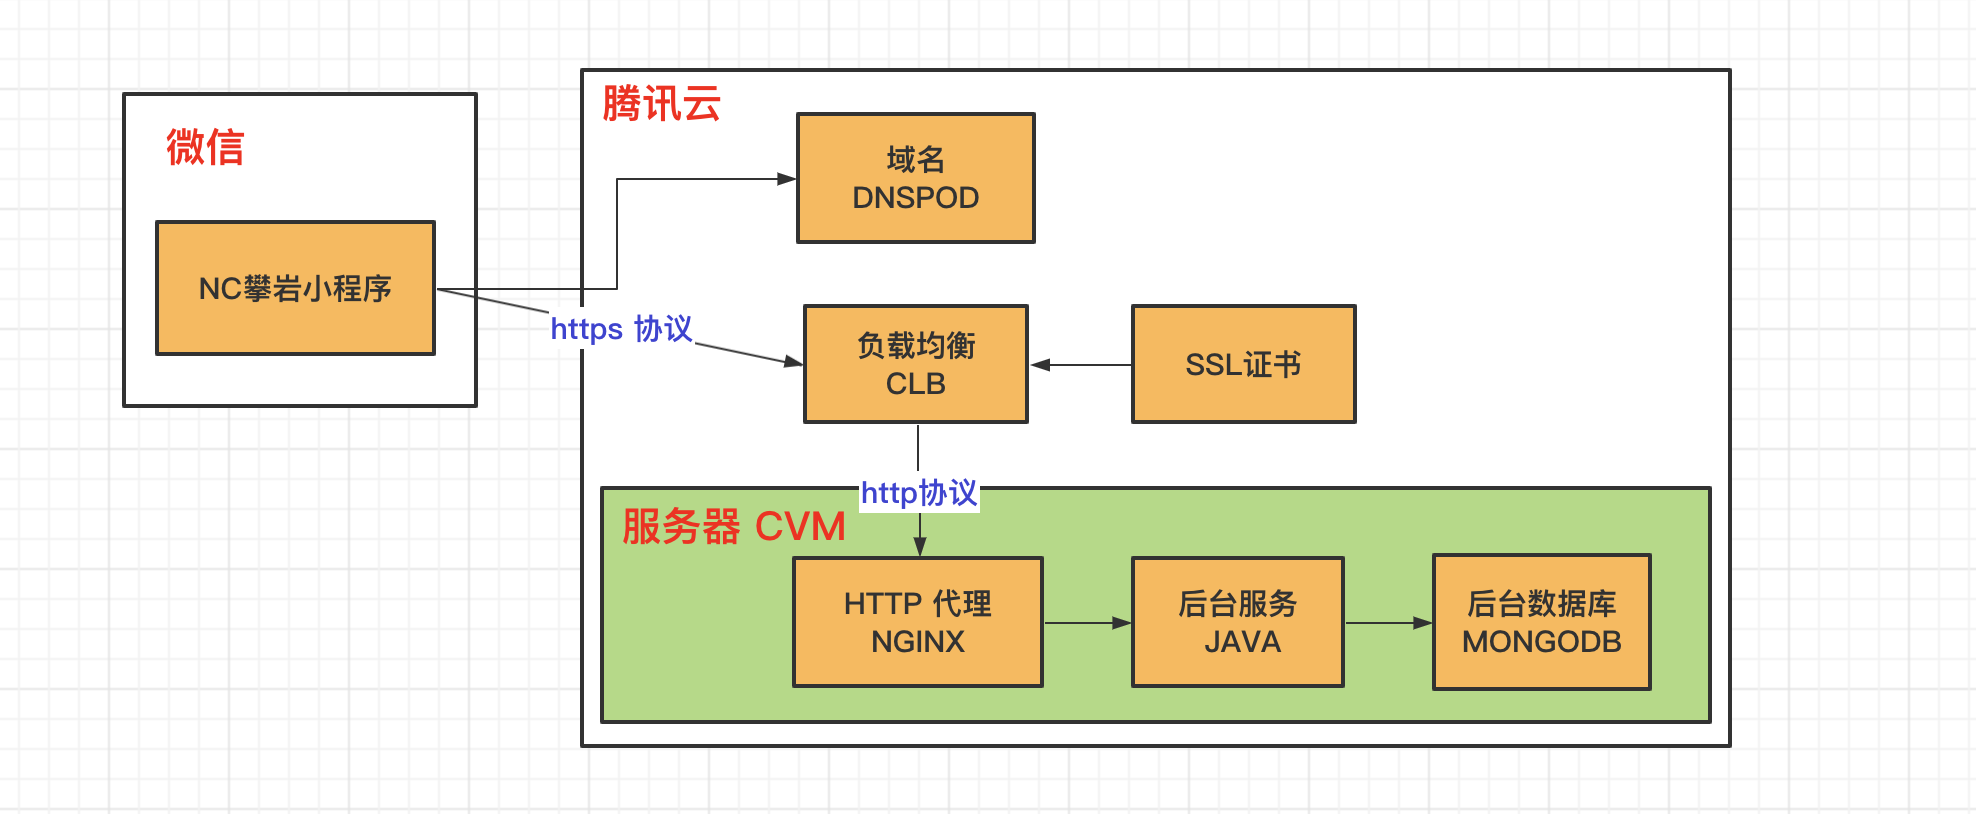 微信
NC攀岩小程序
腾讯云
域名
DNSPOD
https 协议
负载均衡
CLB
SSL证书
http协议
服务器 CVM
HTTP 代理
NGINX
后台服务
JAVA
后台数据库
MONGODB